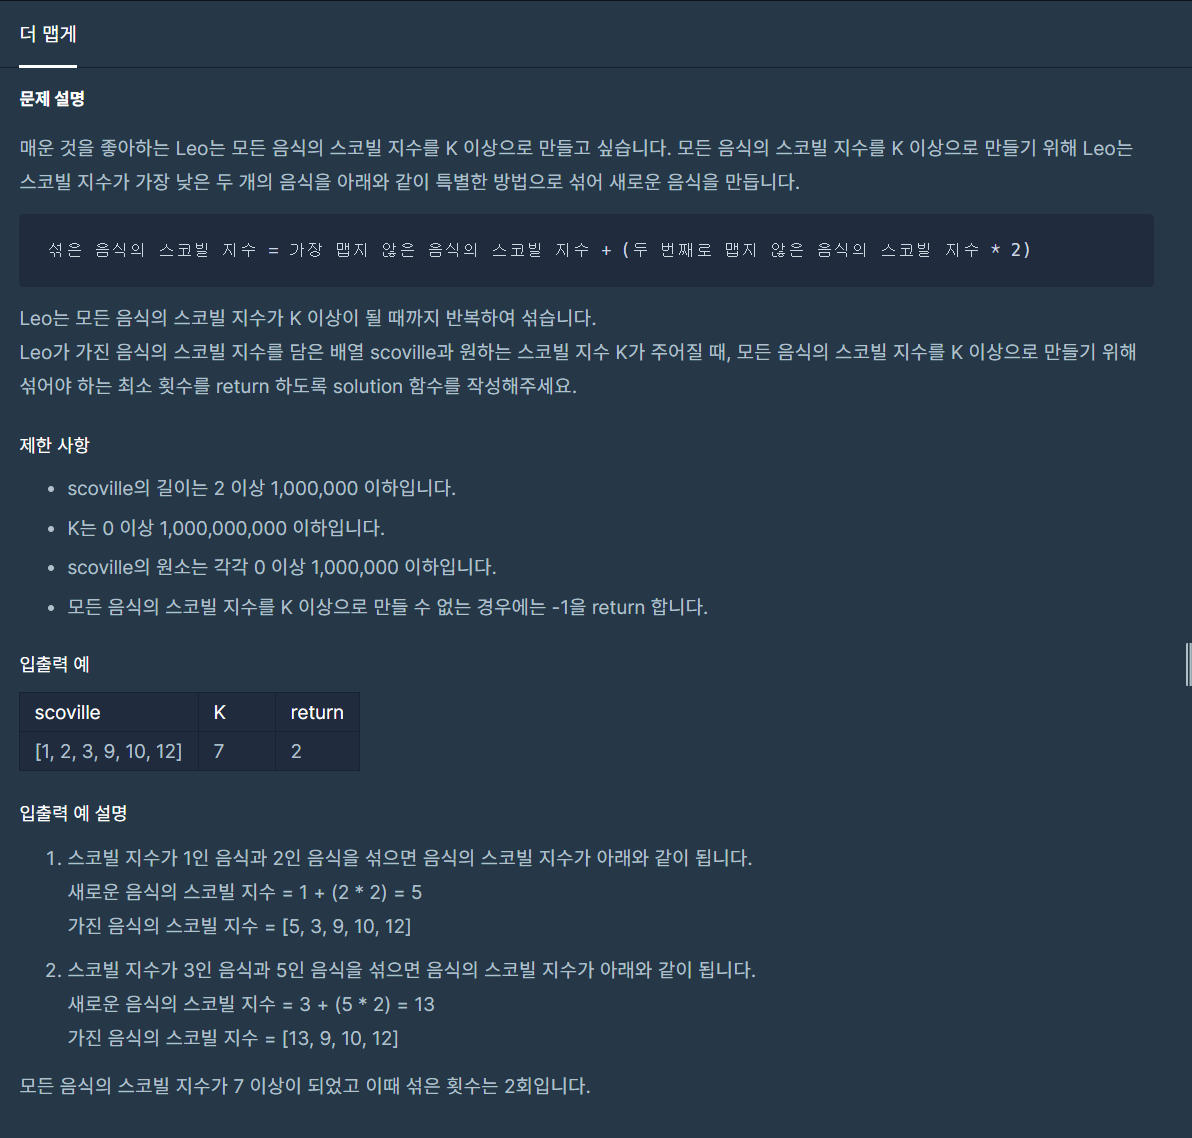 더 맵게
문제 설명
매운 것을 좋아하는 Leo는 모든 음식의 스코빌 지수를 K 이상으로 만들고 싶습니다. 모든 음식의 스코빌 지수를 K 이상으로 만들기 위해 Leo는
스코빌 지수가 가장 낮은 두 개의 음식을 아래와 같이 특별한 방법으로 섞어 새로운 음식을 만듭니다.
섞은 음식의 스코빌 지수 = 가장 맵지 않은 음식의 스코빌 지수 + (두 번째로 맵지 않은 음식의 스코빌 지수 * 2)
Leo는 모든 음식의 스코빌 지수가 K 이상이 될 때까지 반복하여 섞습니다.
Leo가 가진 음식의 스코빌 지수를 담은 배열 scoville과 원하는 스코빌 지수 K가 주어질 때, 모든 음식의 스코빌 지수를 K 이상으로 만들기 위해
섞어야 하는 최소 횟수를 return 하도록 solution 함수를 작성해주세요.
제한 사항
• scoville의 길이는 2 이상 1,000,000 이하입니다.
• K는 0 이상 1,000,000,000 이하입니다.
• scoville의 원소는 각각 0 이상 1,000,000 이하입니다.
• 모든 음식의 스코빌 지수를 K 이상으로 만들 수 없는 경우에는 -1을 return 합니다.
입출력 예
scoville K return
[1, 2, 3, 9, 10, 12] 7 2
입출력 예 설명
1. 스코빌 지수가 1인 음식과 2인 음식을 섞으면 음식의 스코빌 지수가 아래와 같이 됩니다.
새로운 음식의 스코빌 지수 = 1 + (2 * 2) = 5
가진 음식의 스코빌 지수 = [5, 3, 9, 10, 12]
2. 스코빌 지수가 3인 음식과 5인 음식을 섞으면 음식의 스코빌 지수가 아래와 같이 됩니다.
새로운 음식의 스코빌 지수 = 3 + (5 * 2) = 13
가진 음식의 스코빌 지수 = [13, 9, 10, 12]
모든 음식의 스코빌 지수가 7 이상이 되었고 이때 섞은 횟수는 2회입니다.